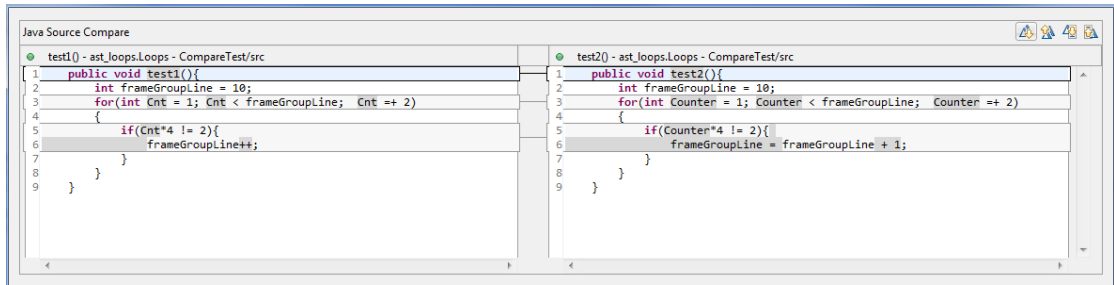 Java Source Compare
test1() - ast_loops.Loops - CompareTest/src
1 public void test1(){
2 int frameGroupLine = 10;
3 for(int Cnt = 1; Cnt < frameGroupLine; Cnt =+ 2)
4 {
5 if(Cnt*4 != 2){
6 frameGroupLine++;
7 }
8 }
9 }
test2() - ast_loops.Loops - CompareTest/src
1 public void test2(){
2 int frameGroupLine = 10;
3 for(int Counter = 1; Counter < frameGroupLine; Counter =+ 2)
4 {
5 if(Counter*4 != 2){
6 frameGroupLine = frameGroupLine + 1;
7 }
8 }
9 }